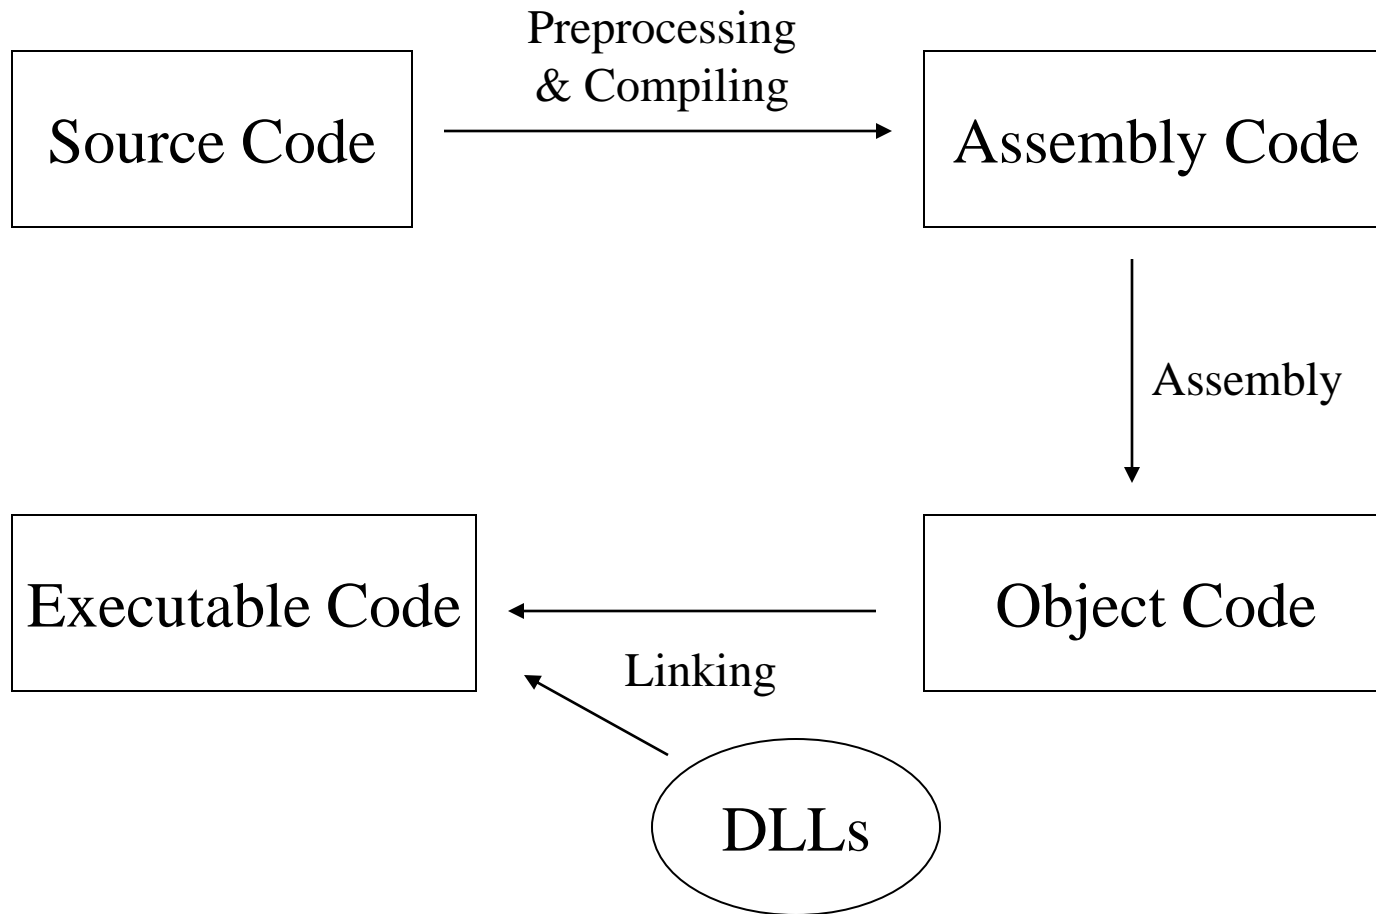 Preprocessing
& Compiling
Source Code
Assembly Code
Assembly
Executable Code
Object Code
Linking
DLLs